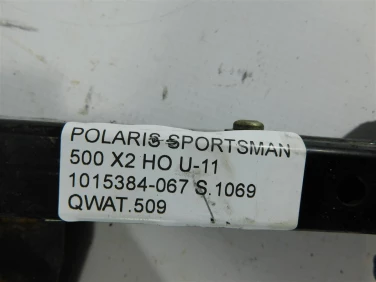 POLARIS SPORTSMAN
500 X2 HO U-11
1015384-067 S.1069
QWAT.509